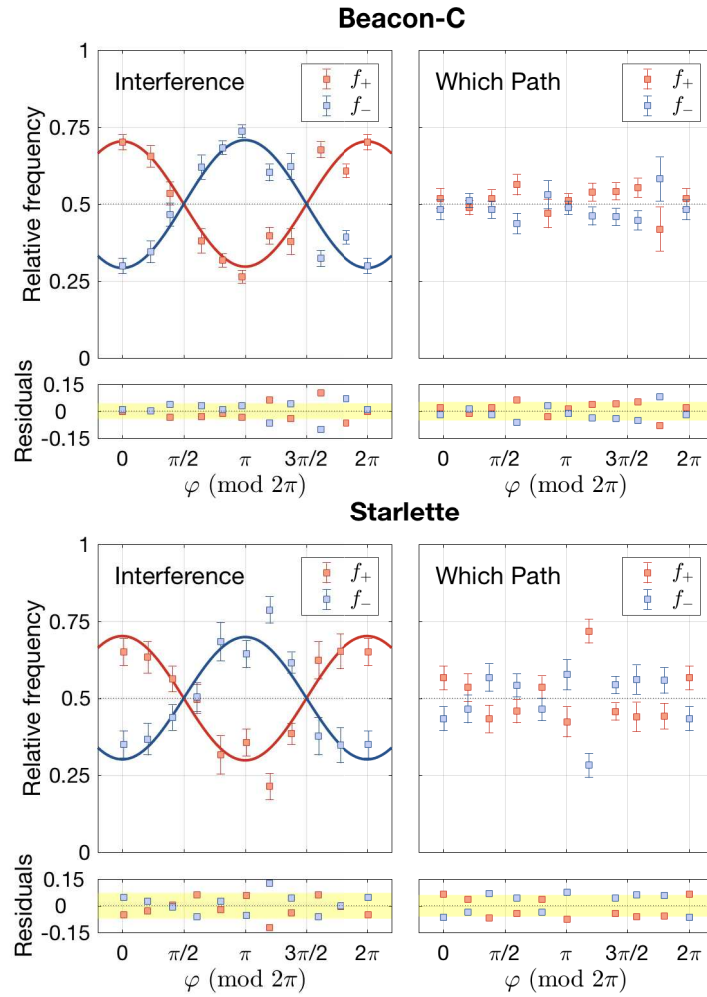 Beacon-C
Interference
f₊
f₋
Which Path
f₊
f₋
Relative frequency
1
0.75
0.5
0.25
0
Residuals
0.15
0
-0.15
0 π/2 π 3π/2 2π
0 π/2 π 3π/2 2π
φ (mod 2π)
φ (mod 2π)
Starlette
Interference
f₊
f₋
Which Path
f₊
f₋
Relative frequency
1
0.75
0.5
0.25
0
Residuals
0.15
0
-0.15
0 π/2 π 3π/2 2π
0 π/2 π 3π/2 2π
φ (mod 2π)
φ (mod 2π)